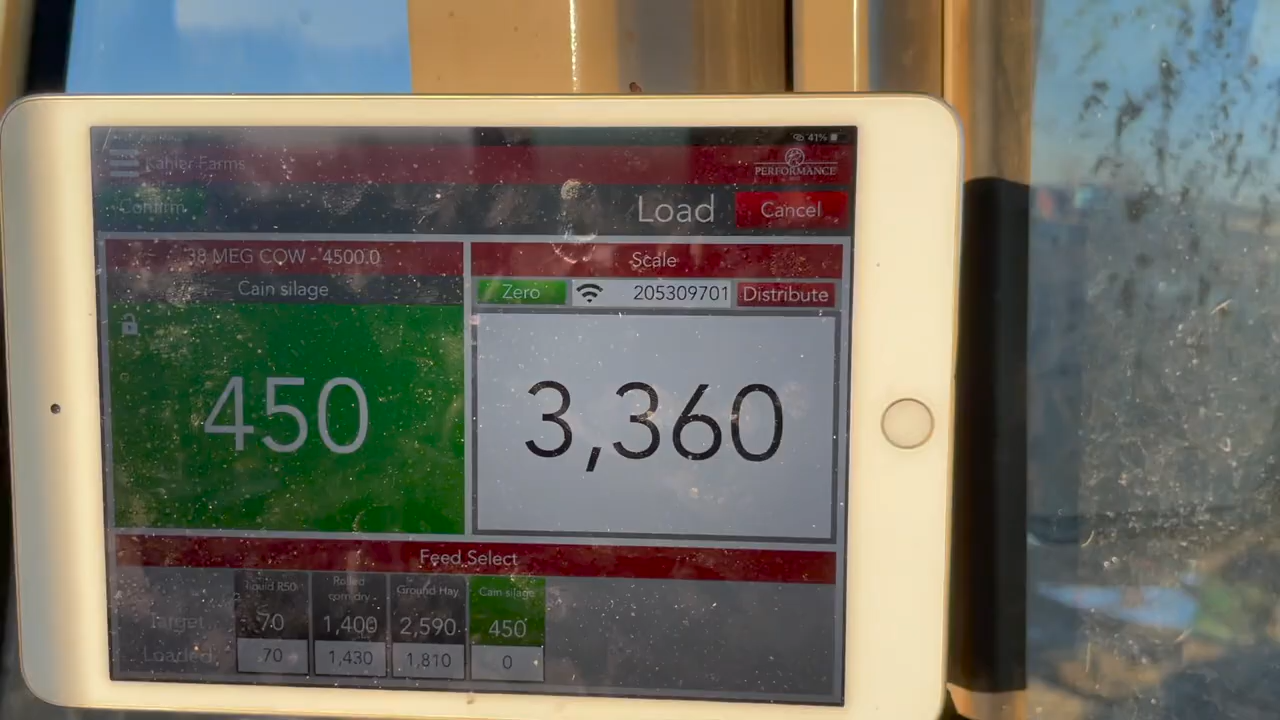 41%
Kahler Farms
PERFORMANCE
Confirm
Load
Cancel
38 MEG COW - 4500.0
Scale
Cain silage
Zero
205309701
Distribute
450
3,360
Feed Select
Liquid R50
Rolled corn dry
Ground Hay
Cain silage
Target
70
1,400
2,590
450
Loaded
70
1,430
1,810
0